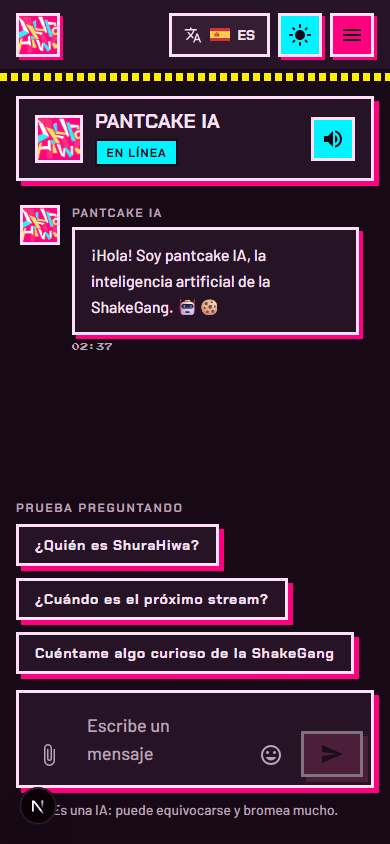 ES
PANTCAKE IA
EN LÍNEA
PANTCAKE IA
¡Hola! Soy pantcake IA, la
inteligencia artificial de la
ShakeGang. 🤖 🍪
02:37
PRUEBA PREGUNTANDO
¿Quién es ShuraHiwa?
¿Cuándo es el próximo stream?
Cuéntame algo curioso de la ShakeGang
Escribe un
mensaje
N
Es una IA: puede equivocarse y bromea mucho.